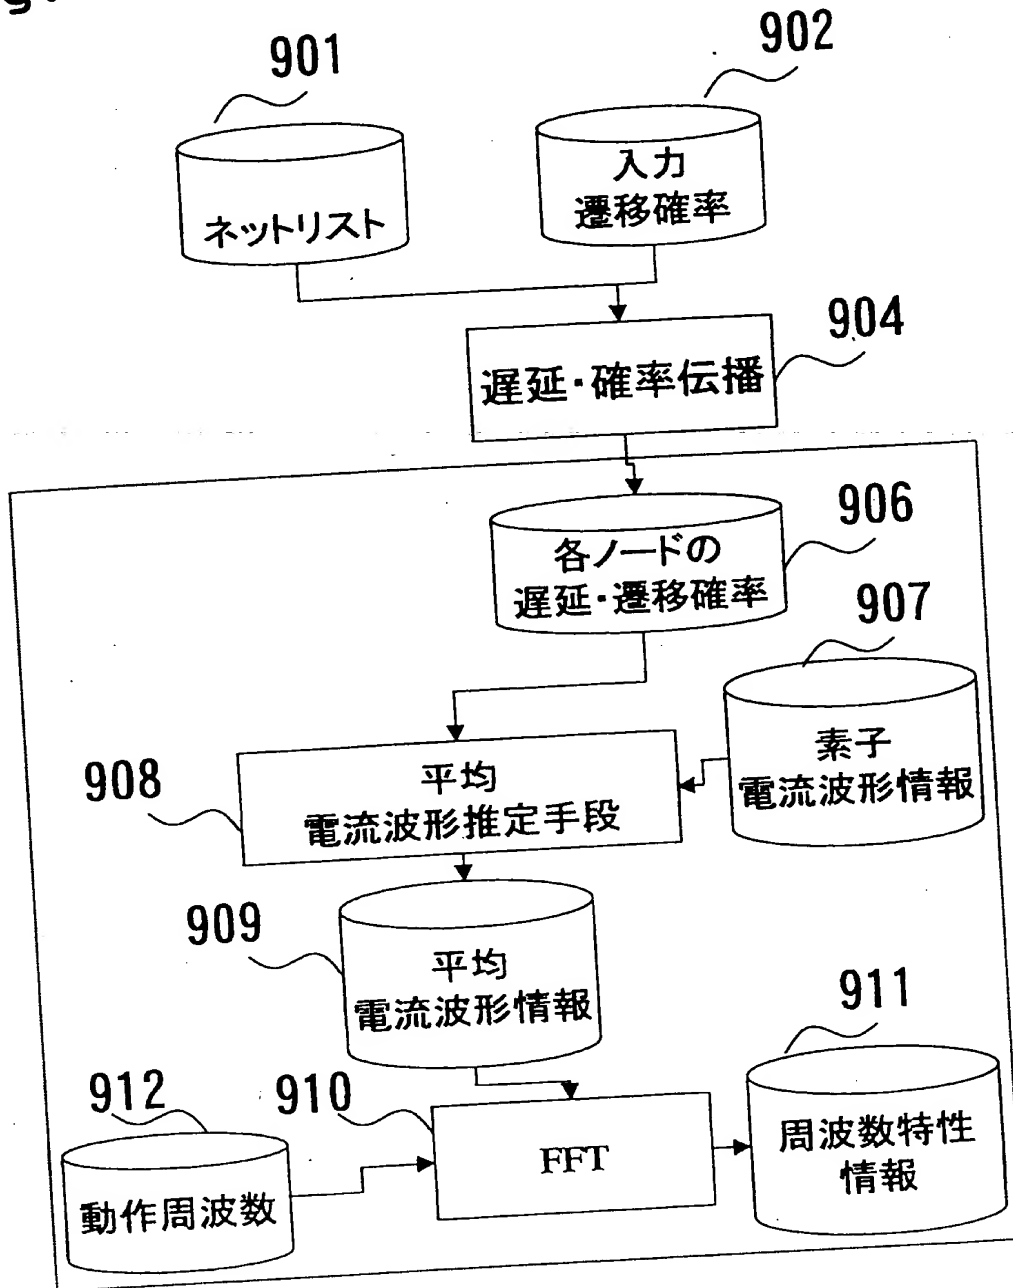 901
902
ネットリスト
入力
遷移確率
904
遅延・確率伝播
906
各ノードの
遅延・遷移確率
907
素子
電流波形情報
908
平均
電流波形推定手段
909
平均
電流波形情報
911
周波数特性
情報
912
910
動作周波数
FFT